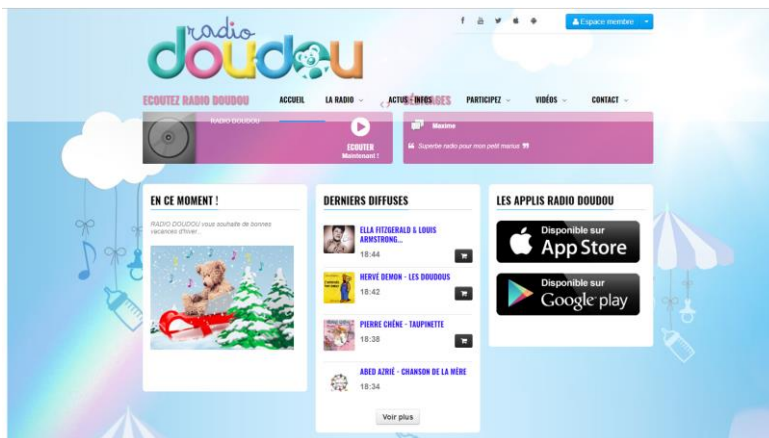 radio
doudou
Espace membre
ECOUTEZ RADIO DOUDOU
ACCUEIL
LA RADIO
ACTUS - INFOS
PARTICIPEZ
VIDÉOS
CONTACT
RADIO DOUDOU
ECOUTER
Maintenant !
Maxime
Superbe radio pour mon petit marius
EN CE MOMENT !
RADIO DOUDOU vous souhaite de bonnes
vacances d'hiver...
DERNIERS DIFFUSES
ELLA FITZGERALD & LOUIS
ARMSTRONG...
18:44
HERVÉ DEMON - LES DOUDOUS
18:42
PIERRE CHÊNE - TAUPINETTE
18:38
ABED AZRIÉ - CHANSON DE LA MÈRE
18:34
Voir plus
LES APPLIS RADIO DOUDOU
Disponible sur
App Store
Disponible sur
Google play